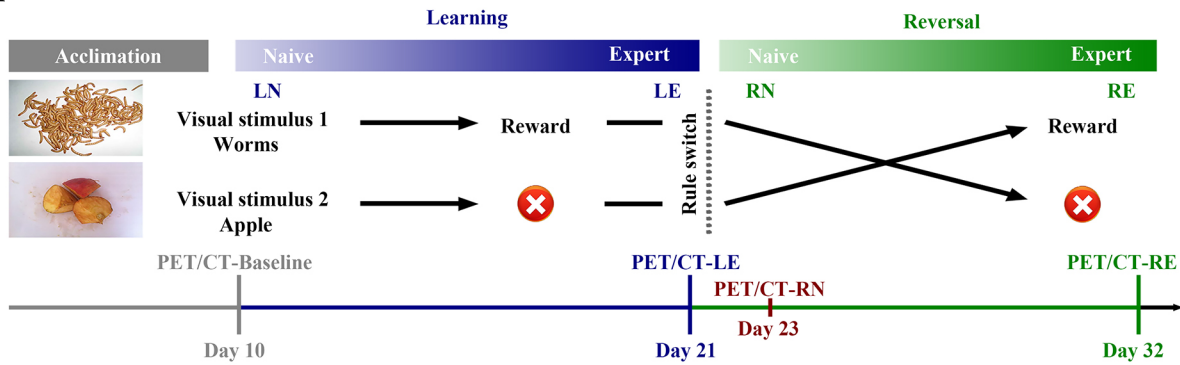 Learning
Reversal
Acclimation
Naive
Expert
Naive
Expert
LN
LE
RN
RE
Visual stimulus 1
Worms
Reward
Rule switch
Reward
Visual stimulus 2
Apple
PET/CT-Baseline
PET/CT-LE
PET/CT-RE
PET/CT-RN
Day 23
Day 10
Day 21
Day 32